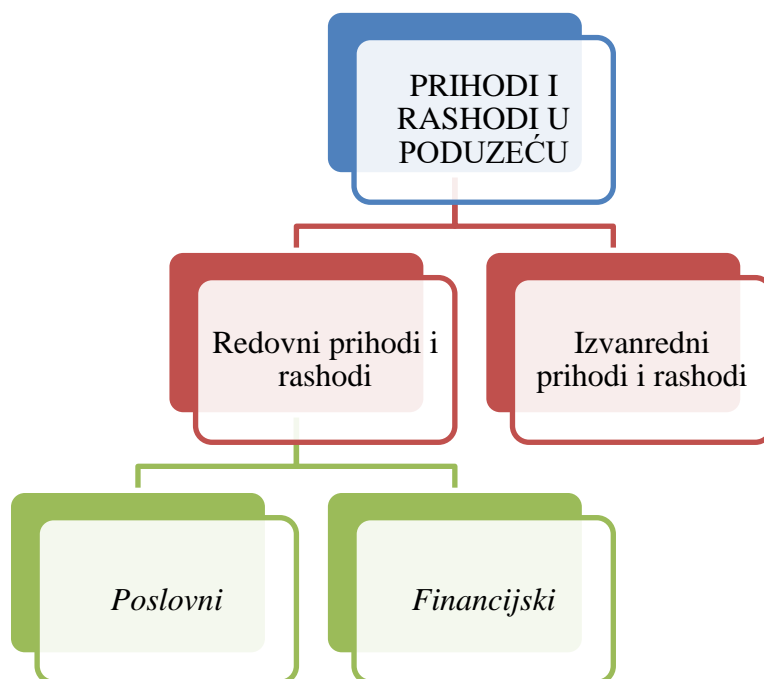 PRIHODI I
RASHODI U
PODUZEĆU
Redovni prihodi i
rashodi
Izvanredni
prihodi i rashodi
Poslovni
Financijski